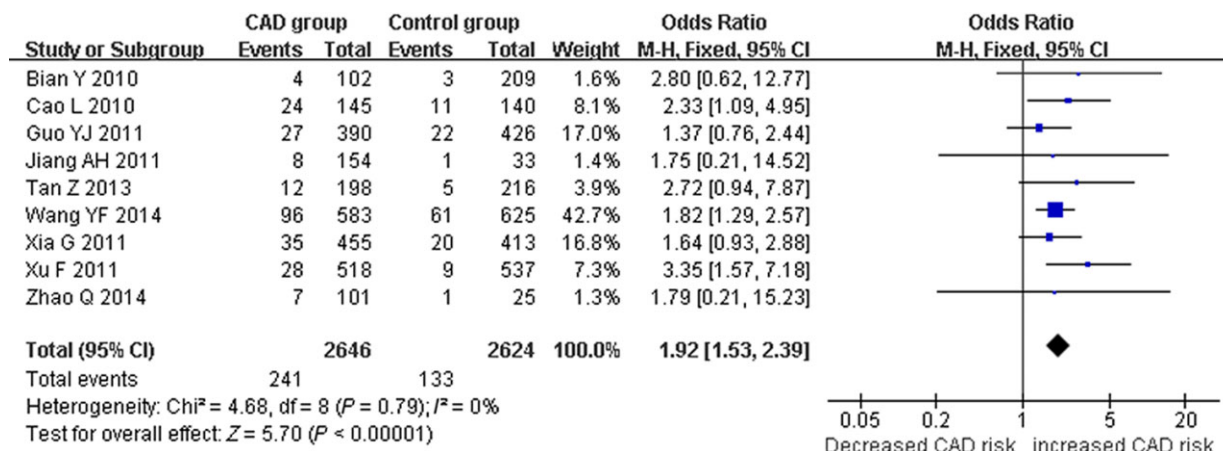 CAD group Control group Odds Ratio Odds Ratio
Study or Subgroup Events Total Events Total Weight M-H, Fixed, 95% CI M-H, Fixed, 95% CI
Bian Y 2010 4 102 3 209 1.6% 2.80 [0.62, 12.77]
Cao L 2010 24 145 11 140 8.1% 2.33 [1.09, 4.95]
Guo YJ 2011 27 390 22 426 17.0% 1.37 [0.76, 2.44]
Jiang AH 2011 8 154 1 33 1.4% 1.75 [0.21, 14.52]
Tan Z 2013 12 198 5 216 3.9% 2.72 [0.94, 7.87]
Wang YF 2014 96 583 61 625 42.7% 1.82 [1.29, 2.57]
Xia G 2011 35 455 20 413 16.8% 1.64 [0.93, 2.88]
Xu F 2011 28 518 9 537 7.3% 3.35 [1.57, 7.18]
Zhao Q 2014 7 101 1 25 1.3% 1.79 [0.21, 15.23]
Total (95% CI) 2646 2624 100.0% 1.92 [1.53, 2.39]
Total events 241 133
Heterogeneity: Chi² = 4.68, df = 8 (P = 0.79); I² = 0%
Test for overall effect: Z = 5.70 (P < 0.00001)
0.05 0.2 1 5 20
Decreased CAD risk increased CAD risk